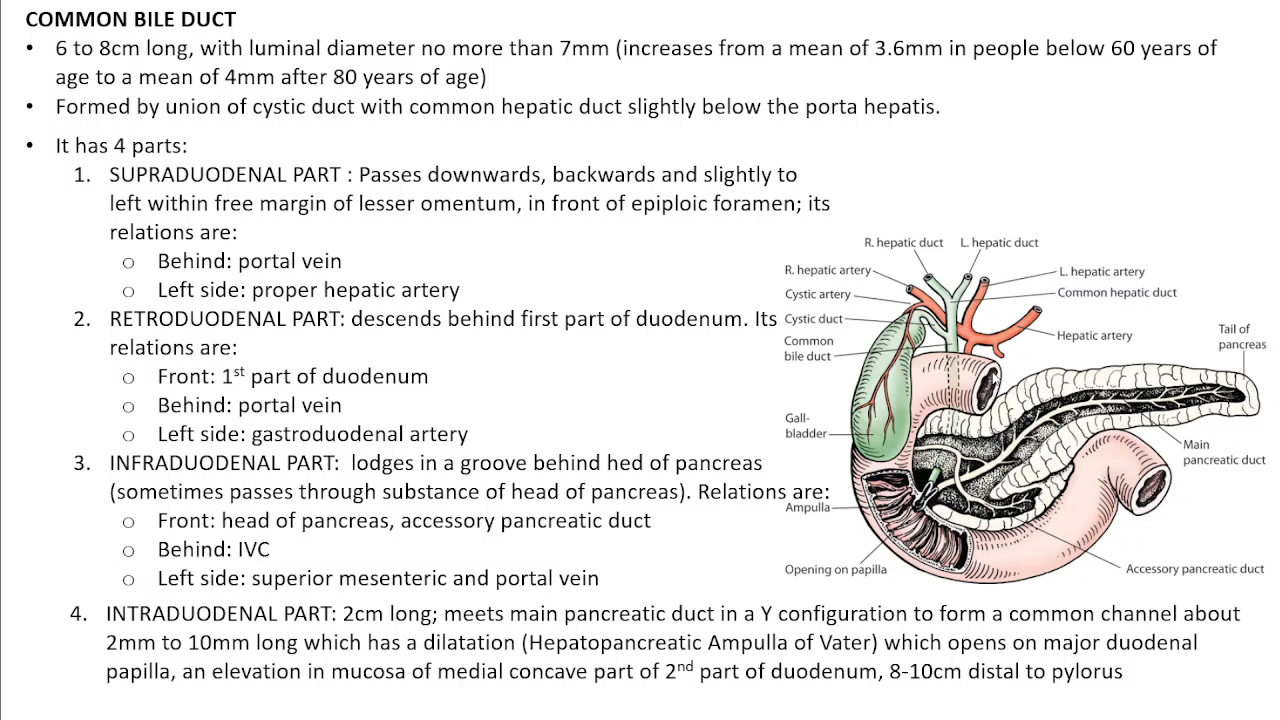 COMMON BILE DUCT
• 6 to 8cm long, with luminal diameter no more than 7mm (increases from a mean of 3.6mm in people below 60 years of
age to a mean of 4mm after 80 years of age)
• Formed by union of cystic duct with common hepatic duct slightly below the porta hepatis.
• It has 4 parts:
1. SUPRADUODENAL PART : Passes downwards, backwards and slightly to
left within free margin of lesser omentum, in front of epiploic foramen; its
relations are:
o Behind: portal vein
o Left side: proper hepatic artery
2. RETRODUODENAL PART: descends behind first part of duodenum. Its
relations are:
o Front: 1st part of duodenum
o Behind: portal vein
o Left side: gastroduodenal artery
3. INFRADUODENAL PART: lodges in a groove behind hed of pancreas
(sometimes passes through substance of head of pancreas). Relations are:
o Front: head of pancreas, accessory pancreatic duct
o Behind: IVC
o Left side: superior mesenteric and portal vein
4. INTRADUODENAL PART: 2cm long; meets main pancreatic duct in a Y configuration to form a common channel about
2mm to 10mm long which has a dilatation (Hepatopancreatic Ampulla of Vater) which opens on major duodenal
papilla, an elevation in mucosa of medial concave part of 2nd part of duodenum, 8-10cm distal to pylorus
R. hepatic duct
L. hepatic duct
R. hepatic artery
L. hepatic artery
Cystic artery
Common hepatic duct
Cystic duct
Common
bile duct
Hepatic artery
Tail of
pancreas
Gall-
bladder
Main
pancreatic duct
Ampulla
Opening on papilla
Accessory pancreatic duct